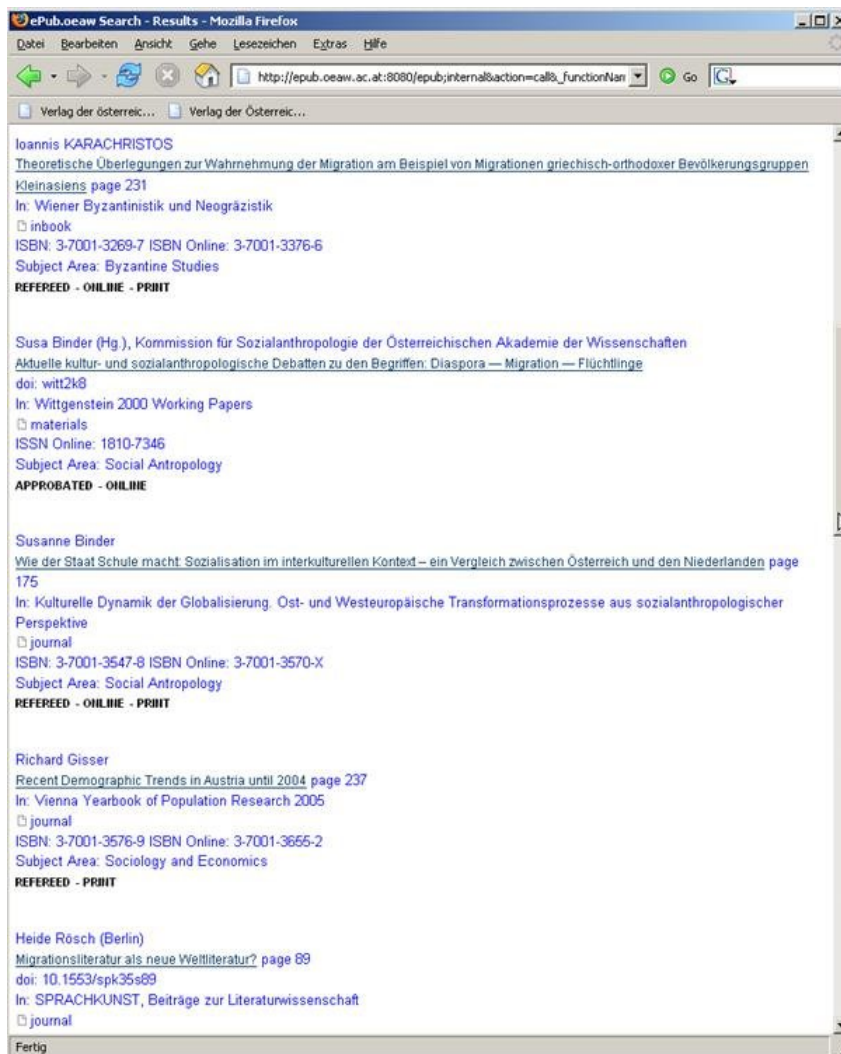 ePub.oeaw Search - Results - Mozilla Firefox
Datei Bearbeiten Ansicht Gehe Lesezeichen Extras Hilfe
http://epub.oeaw.ac.at:8080/epub;internal&action=call&_functionNam
Go
G
Verlag der österreic... Verlag der Österreic...
Ioannis KARACHRISTOS
Theoretische Überlegungen zur Wahrnehmung der Migration am Beispiel von Migrationen griechisch-orthodoxer Bevölkerungsgruppen
Kleinasiens page 231
In: Wiener Byzantinistik und Neogräzistik
inbook
ISBN: 3-7001-3269-7 ISBN Online: 3-7001-3376-6
Subject Area: Byzantine Studies
REFEREED - ONLINE - PRINT
Susa Binder (Hg.), Kommission für Sozialanthropologie der Österreichischen Akademie der Wissenschaften
Aktuelle kultur- und sozialanthropologische Debatten zu den Begriffen: Diaspora — Migration — Flüchtlinge
doi: witt2k8
In: Wittgenstein 2000 Working Papers
materials
ISSN Online: 1810-7346
Subject Area: Social Antropology
APPROBATED - ONLINE
Susanne Binder
Wie der Staat Schule macht: Sozialisation im interkulturellen Kontext – ein Vergleich zwischen Österreich und den Niederlanden page
175
In: Kulturelle Dynamik der Globalisierung. Ost- und Westeuropäische Transformationsprozesse aus sozialanthropologischer
Perspektive
journal
ISBN: 3-7001-3547-8 ISBN Online: 3-7001-3570-X
Subject Area: Social Antropology
REFEREED - ONLINE - PRINT
Richard Gisser
Recent Demographic Trends in Austria until 2004 page 237
In: Vienna Yearbook of Population Research 2005
journal
ISBN: 3-7001-3576-9 ISBN Online: 3-7001-3655-2
Subject Area: Sociology and Economics
REFEREED - PRINT
Heide Rösch (Berlin)
Migrationsliteratur als neue Weltliteratur? page 89
doi: 10.1553/spk35s89
In: SPRACHKUNST, Beiträge zur Literaturwissenschaft
journal
Fertig